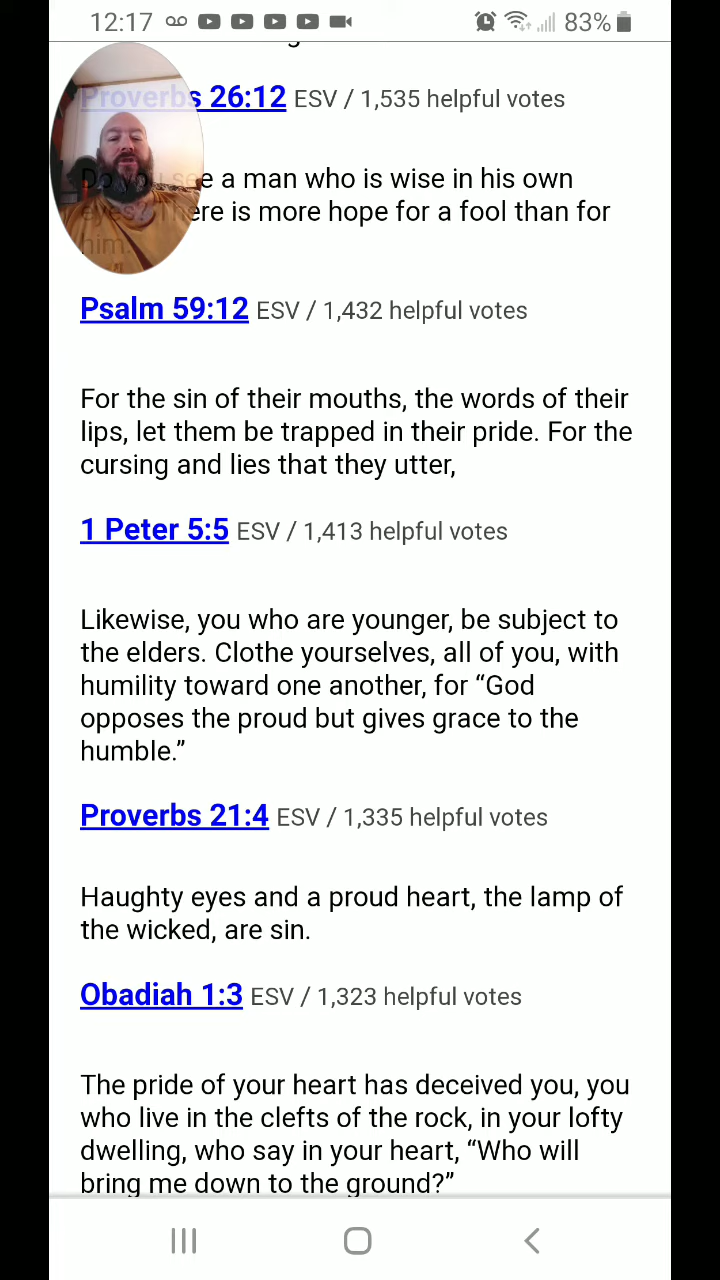 12:17 83%
Proverbs 26:12 ESV / 1,535 helpful votes
Do you see a man who is wise in his own
eyes? There is more hope for a fool than for
him.
Psalm 59:12 ESV / 1,432 helpful votes
For the sin of their mouths, the words of their
lips, let them be trapped in their pride. For the
cursing and lies that they utter,
1 Peter 5:5 ESV / 1,413 helpful votes
Likewise, you who are younger, be subject to
the elders. Clothe yourselves, all of you, with
humility toward one another, for “God
opposes the proud but gives grace to the
humble.”
Proverbs 21:4 ESV / 1,335 helpful votes
Haughty eyes and a proud heart, the lamp of
the wicked, are sin.
Obadiah 1:3 ESV / 1,323 helpful votes
The pride of your heart has deceived you, you
who live in the clefts of the rock, in your lofty
dwelling, who say in your heart, “Who will
bring me down to the ground?”